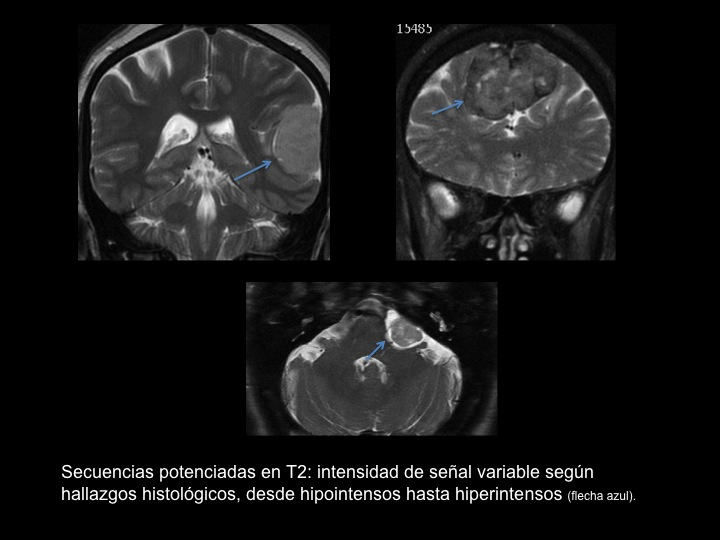 15485
Secuencias potenciadas en T2: intensidad de señal variable según
hallazgos histológicos, desde hipointensos hasta hiperintensos (flecha azul).